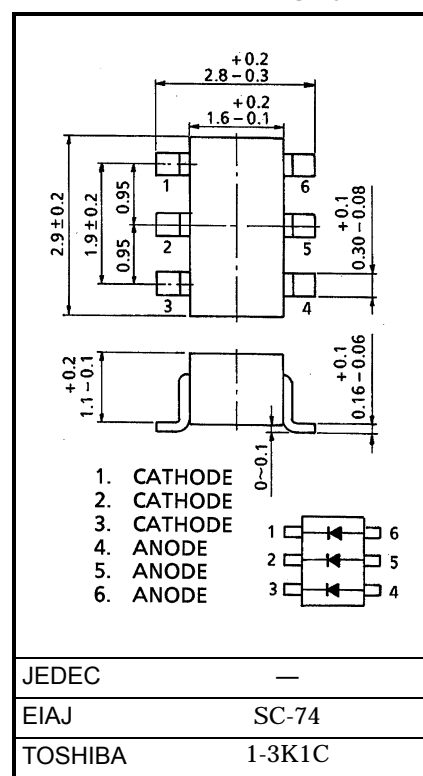 +0.2
2.8−0.3
+0.2
1.6−0.1
2.9±0.2
1.9±0.2
0.95
0.95
1
2
3
6
5
4
+0.1
0.30−0.08
+0.2
1.1−0.1
+0.1
0.16−0.06
0~0.1
1. CATHODE
2. CATHODE
3. CATHODE
4. ANODE
5. ANODE
6. ANODE
1 6
2 5
3 4
JEDEC —
EIAJ SC-74
TOSHIBA 1-3K1C